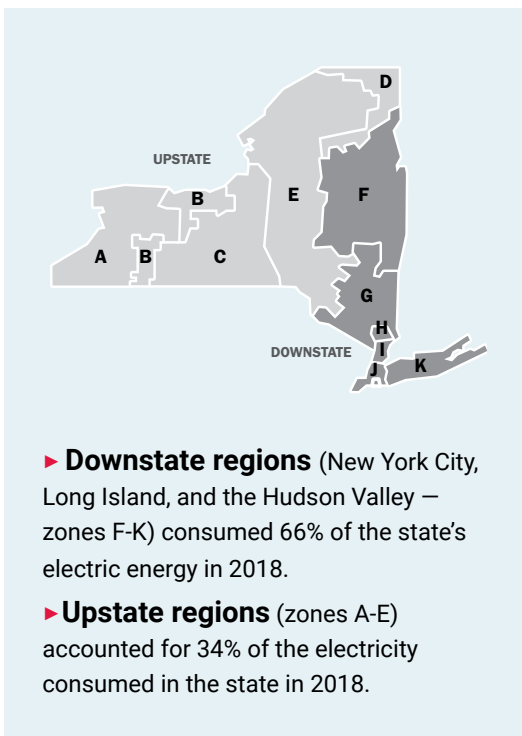 D
UPSTATE
B
E
F
A
B
C
G
H
DOWNSTATE
I
J
K
► Downstate regions (New York City,
Long Island, and the Hudson Valley —
zones F-K) consumed 66% of the state’s
electric energy in 2018.
►Upstate regions (zones A-E)
accounted for 34% of the electricity
consumed in the state in 2018.